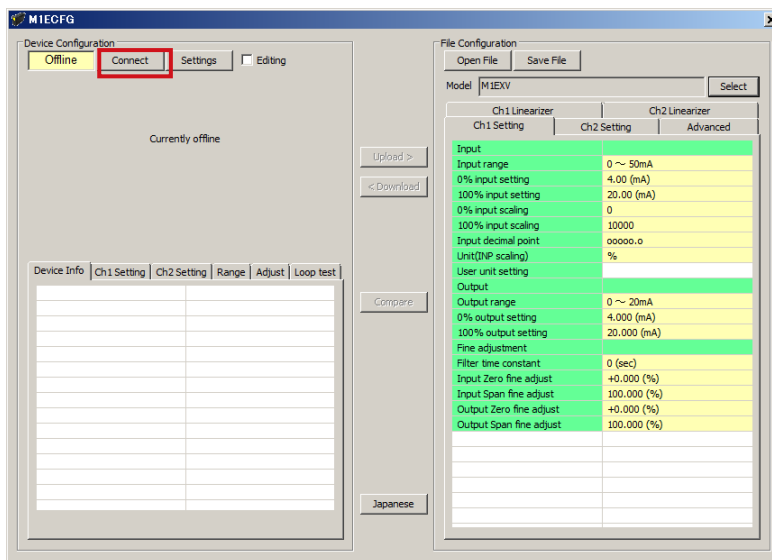 M1ECFG
Device Configuration
Offline Connect Settings Editing
Currently offline
Device Info Ch1 Setting Ch2 Setting Range Adjust Loop test
Upload >
< Download
Compare
Japanese
File Configuration
Open File Save File
Model M1EXV Select
Ch1 Linearizer Ch2 Linearizer
Ch1 Setting Ch2 Setting Advanced
Input
Input range 0 ～ 50mA
0% input setting 4.00 (mA)
100% input setting 20.00 (mA)
0% input scaling 0
100% input scaling 10000
Input decimal point ooooo.o
Unit(INP scaling) %
User unit setting
Output
Output range 0 ～ 20mA
0% output setting 4.000 (mA)
100% output setting 20.000 (mA)
Fine adjustment
Filter time constant 0 (sec)
Input Zero fine adjust +0.000 (%)
Input Span fine adjust 100.000 (%)
Output Zero fine adjust +0.000 (%)
Output Span fine adjust 100.000 (%)